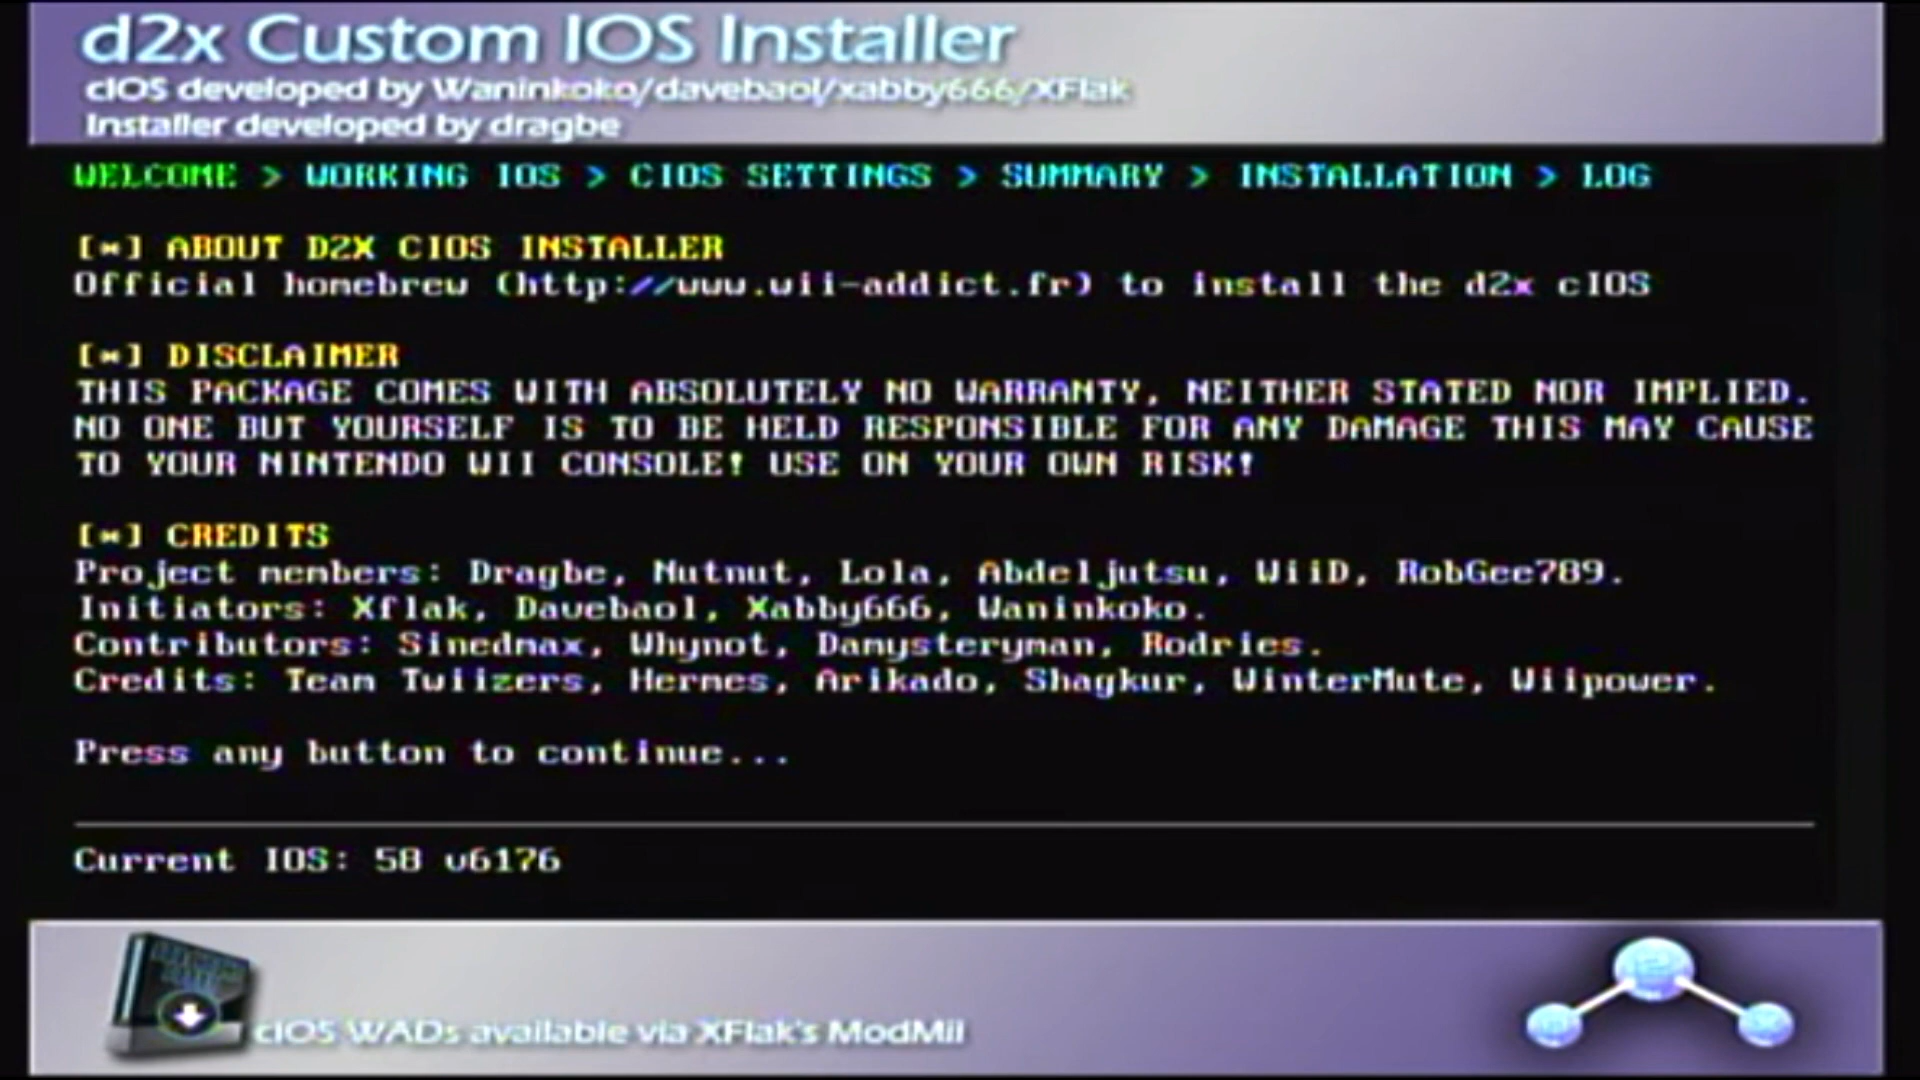 d2x Custom IOS Installer
cIOS developed by Waninkoko/davebaol/xabby666/XFlak
Installer developed by dragbe
WELCOME > WORKING IOS > CIOS SETTINGS > SUMMARY > INSTALLATION > LOG
[*] ABOUT D2X CIOS INSTALLER
Official homebrew (http://www.wii-addict.fr) to install the d2x cIOS
[*] DISCLAIMER
THIS PACKAGE COMES WITH ABSOLUTELY NO WARRANTY, NEITHER STATED NOR IMPLIED.
NO ONE BUT YOURSELF IS TO BE HELD RESPONSIBLE FOR ANY DAMAGE THIS MAY CAUSE
TO YOUR NINTENDO WII CONSOLE! USE ON YOUR OWN RISK!
[*] CREDITS
Project members: Dragbe, Nutnut, Lola, Abdeljutsu, WiiD, RobGee789.
Initiators: Xflak, Davebaol, Xabby666, Waninkoko.
Contributors: Sinedmax, Whynot, Damysteryman, Rodries.
Credits: Team Twiizers, Hermes, Arikado, Shagkur, WinterMute, Wiipower.
Press any button to continue...
Current IOS: 58 v6176
cIOS WADs available via XFlak's ModMii